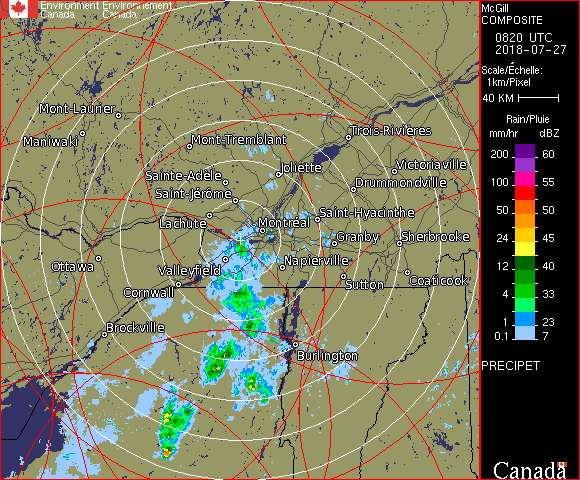 Environment Environnement
Canada Canada
McGill
COMPOSITE
0820 UTC
2018-07-27
Scale/Échelle:
1km/Pixel
40 KM
Rain/Pluie
mm/hr dBZ
200 60
100 55
50 50
24 45
12 40
4 33
1 23
0.1 7
PRECIPET
Canada
Mont-Laurier
Maniwaki
Mont-Tremblant
Trois-Rivières
Sainte-Adèle
Joliette
Victoriaville
Saint-Jérôme
Drummondville
Lachute
Montréal
Saint-Hyacinthe
Granby
Sherbrooke
Ottawa
Valleyfield
Napierville
Cornwall
Sutton
Coaticook
Brockville
Burlington